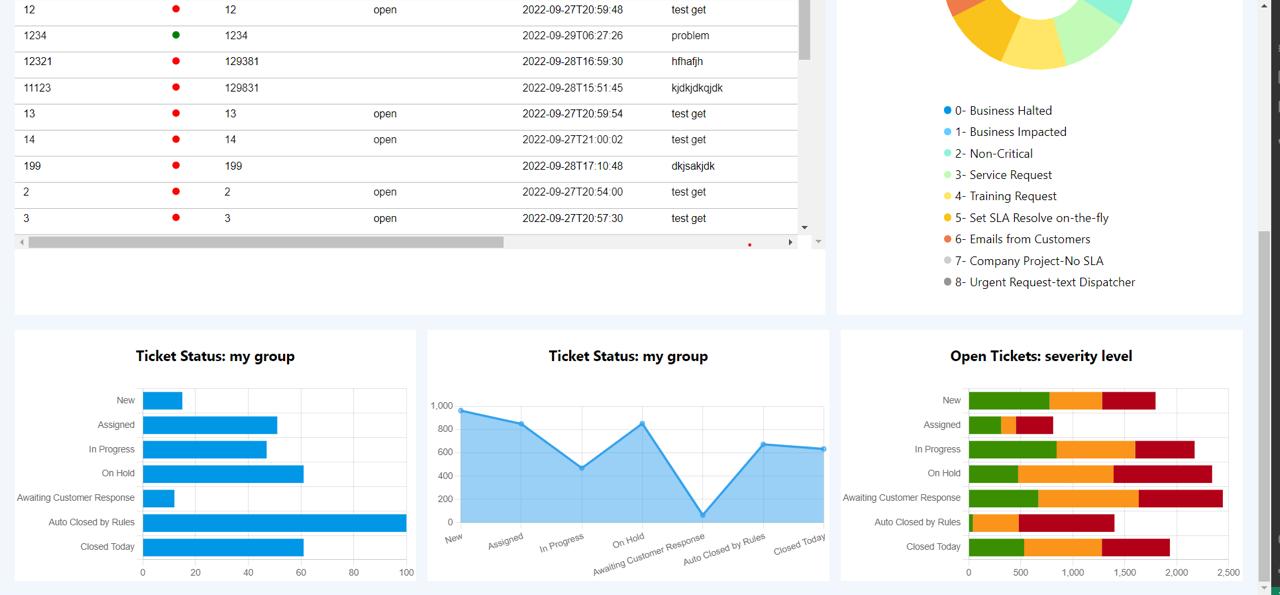 12 12 open 2022-09-27T20:59:48 test get
1234 1234 2022-09-29T06:27:26 problem
12321 129381 2022-09-28T16:59:30 hfhafjh
11123 129831 2022-09-28T15:51:45 kjdkjdkqjdk
13 13 open 2022-09-27T20:59:54 test get
14 14 open 2022-09-27T21:00:02 test get
199 199 2022-09-28T17:10:48 dkjsakjdk
2 2 open 2022-09-27T20:54:00 test get
3 3 open 2022-09-27T20:57:30 test get
0- Business Halted
1- Business Impacted
2- Non-Critical
3- Service Request
4- Training Request
5- Set SLA Resolve on-the-fly
6- Emails from Customers
7- Company Project-No SLA
8- Urgent Request-text Dispatcher
Ticket Status: my group
New
Assigned
In Progress
On Hold
Awaiting Customer Response
Auto Closed by Rules
Closed Today
0 20 40 60 80 100
Ticket Status: my group
1,000
800
600
400
200
0
New Assigned In Progress On Hold Awaiting Customer Response Auto Closed by Rules Closed Today
Open Tickets: severity level
New
Assigned
In Progress
On Hold
Awaiting Customer Response
Auto Closed by Rules
Closed Today
0 500 1,000 1,500 2,000 2,500